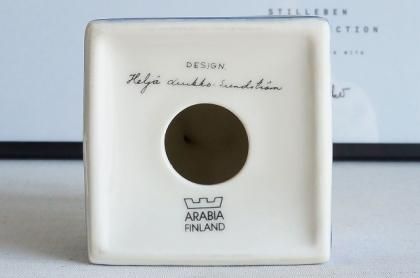 STILLEBEN
DESIGN.
Heljä Liukko-Sundström
ARABIA
FINLAND